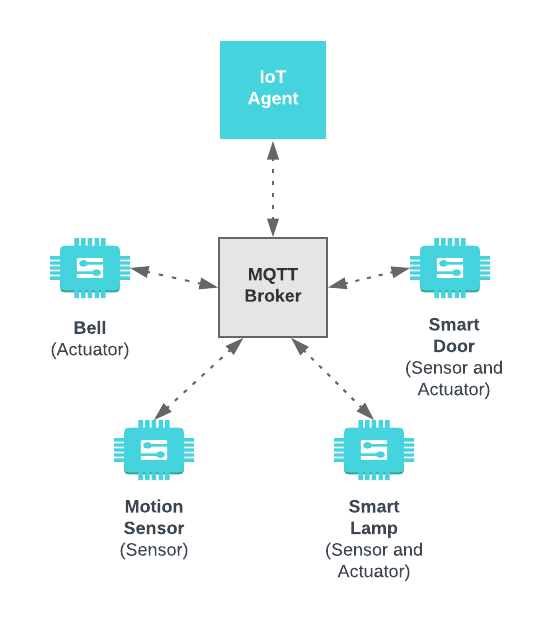 IoT
Agent
MQTT
Broker
Bell
(Actuator)
Smart
Door
(Sensor and
Actuator)
Motion
Sensor
(Sensor)
Smart
Lamp
(Sensor and
Actuator)